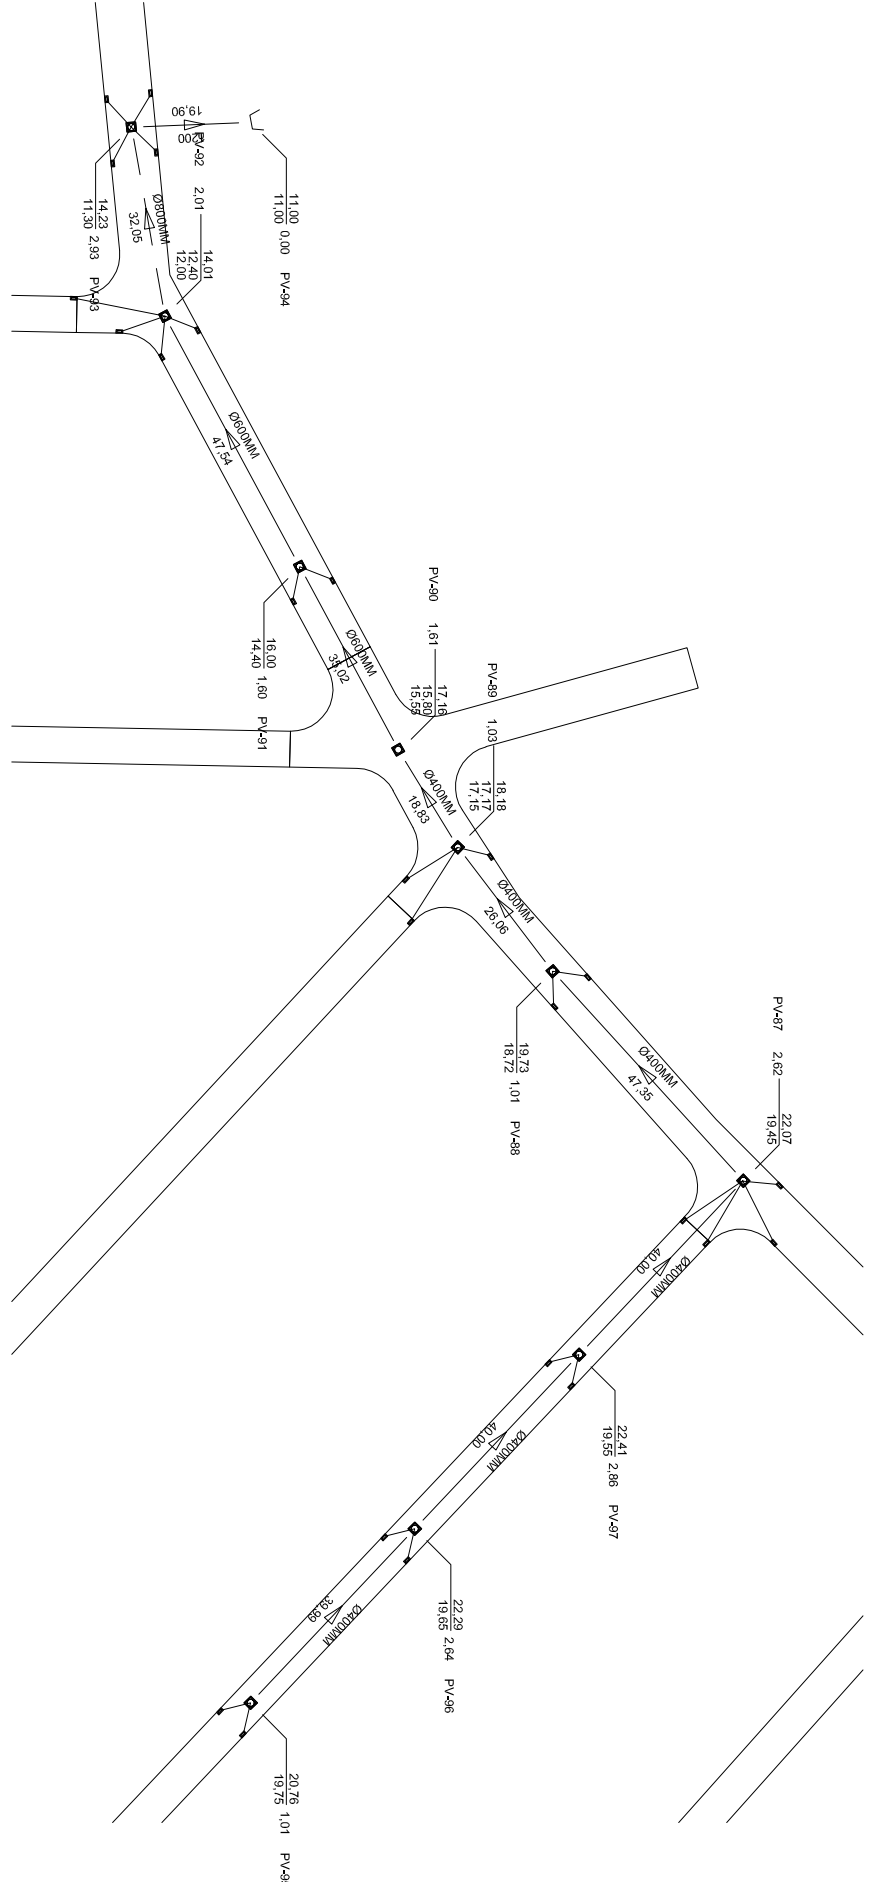 19,90
PV-92 2,01
14,01
12,40
12,00
11,00
11,00 0,00 PV-94
14,23
11,30 2,93 PV-93
Ø800MM
32,05
Ø600MM
47,54
PV-90 1,61
17,16
15,80
15,55
16,00
14,40 1,60 PV-91
Ø600MM
35,02
PV-89 1,03
18,18
17,17
17,15
Ø400MM
18,83
Ø400MM
26,06
PV-87 2,62
22,07
19,45
19,73
18,72 1,01 PV-88
Ø400MM
47,35
40,00
Ø400MM
22,41
19,55 2,86 PV-97
40,00
Ø400MM
22,29
19,65 2,64 PV-96
39,99
Ø400MM
20,76
19,75 1,01